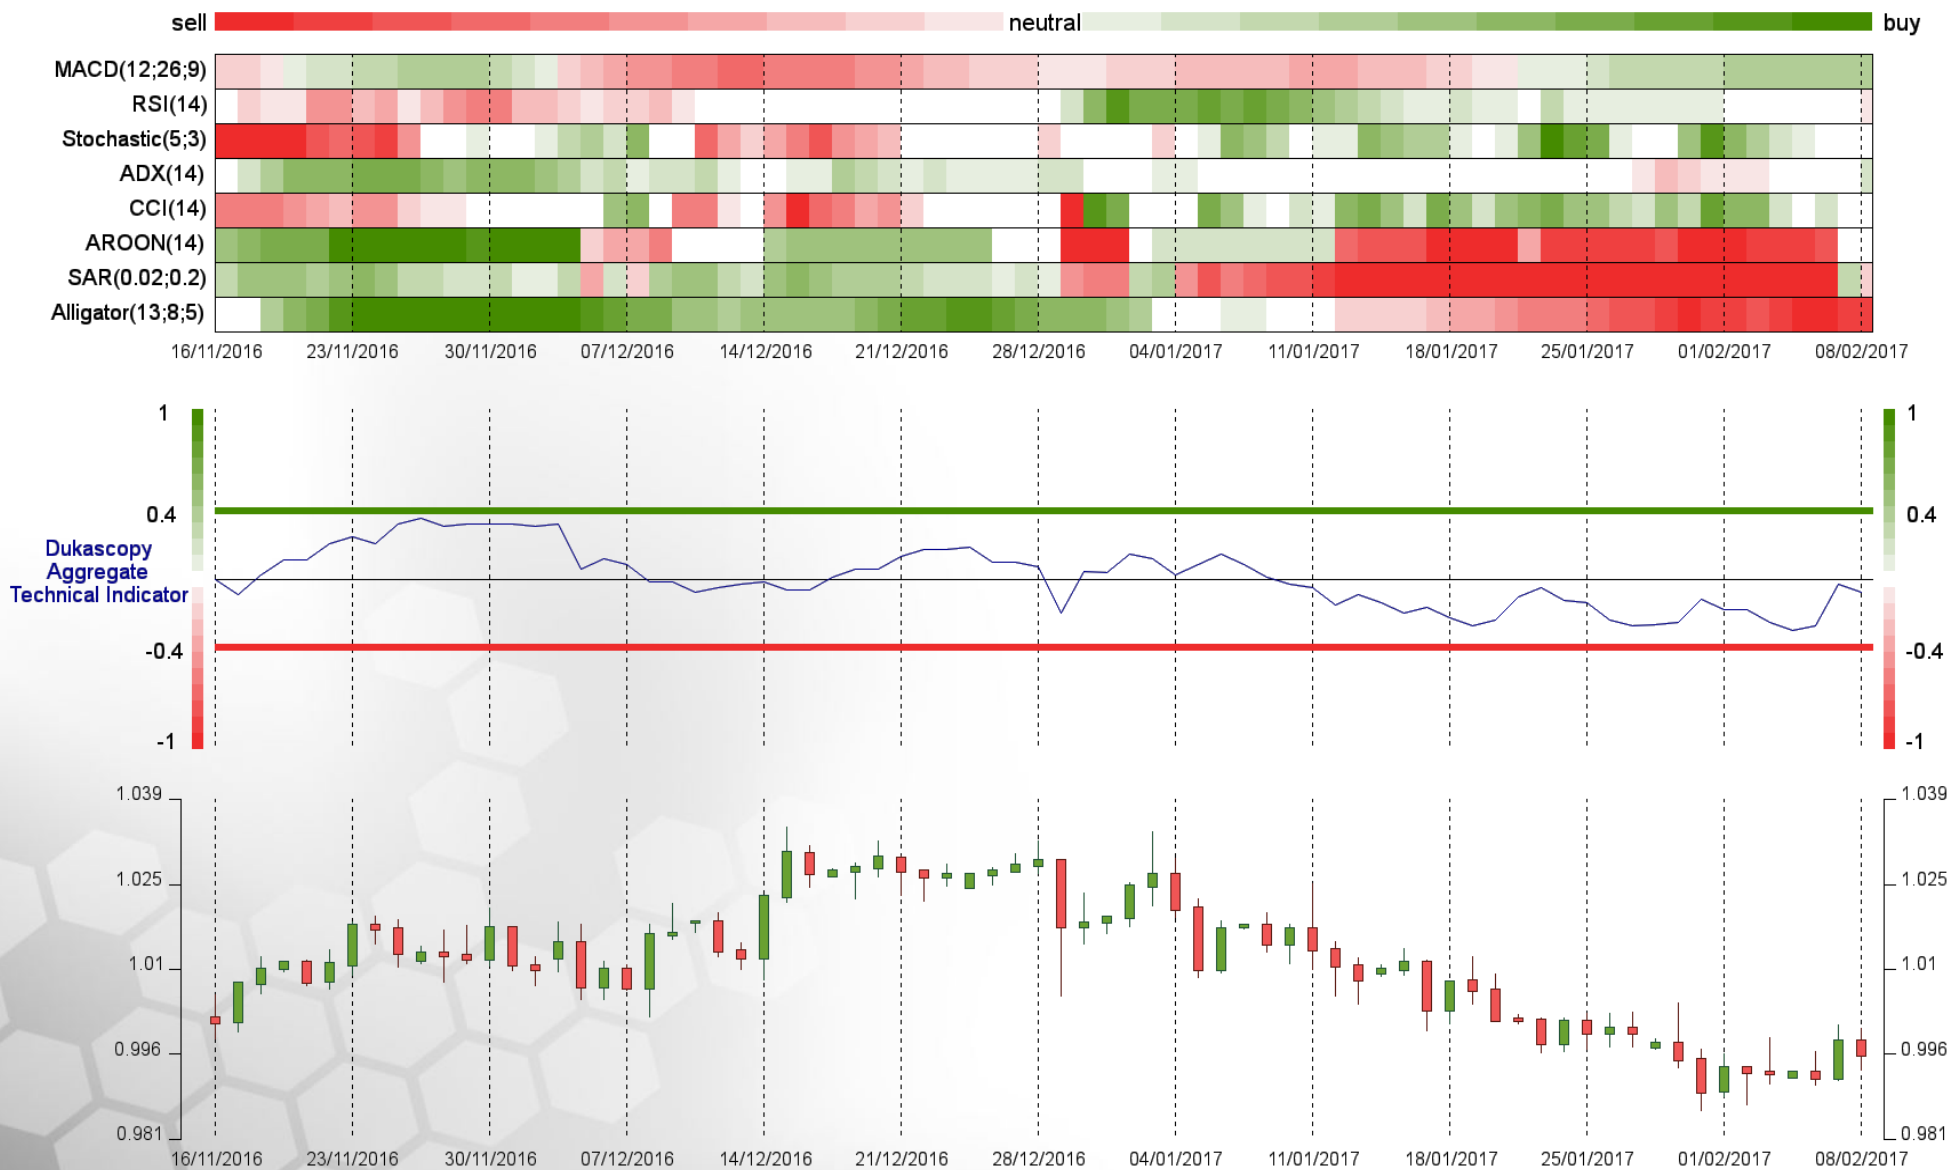 sell neutral buy
MACD(12;26;9)
RSI(14)
Stochastic(5;3)
ADX(14)
CCI(14)
AROON(14)
SAR(0.02;0.2)
Alligator(13;8;5)
16/11/2016 23/11/2016 30/11/2016 07/12/2016 14/12/2016 21/12/2016 28/12/2016 04/01/2017 11/01/2017 18/01/2017 25/01/2017 01/02/2017 08/02/2017
1 1
0.4 0.4
Dukascopy
Aggregate
Technical Indicator
-0.4 -0.4
-1 -1
1.039 1.039
1.025 1.025
1.01 1.01
0.996 0.996
0.981 0.981
16/11/2016 23/11/2016 30/11/2016 07/12/2016 14/12/2016 21/12/2016 28/12/2016 04/01/2017 11/01/2017 18/01/2017 25/01/2017 01/02/2017 08/02/2017